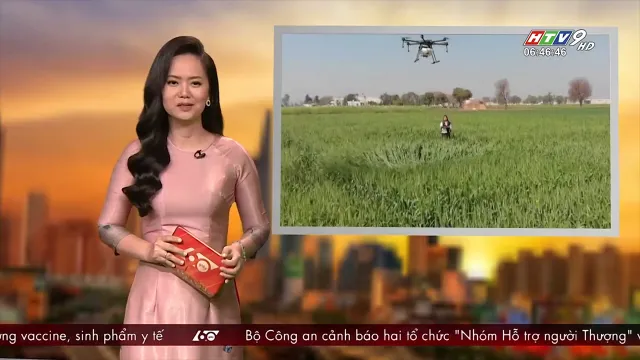 HTV9 HD
06:46:46
ng vaccine, sinh phẩm y tế 60 Bộ Công an cảnh báo hai tổ chức "Nhóm Hỗ trợ người Thượng"